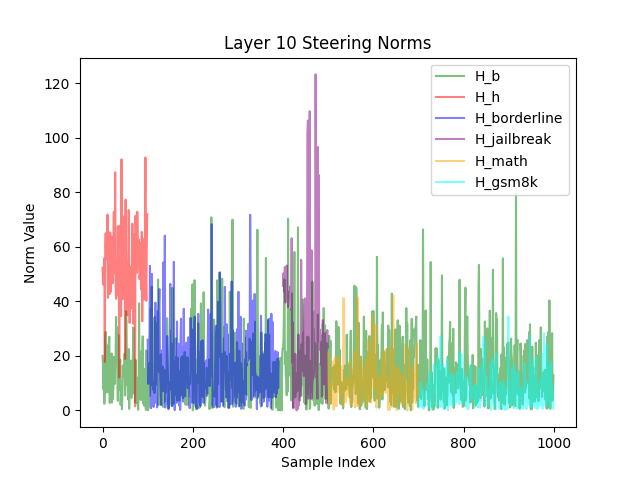 Layer 10 Steering Norms
Norm Value
120
100
80
60
40
20
0
H_b
H_h
H_borderline
H_jailbreak
H_math
H_gsm8k
0
200
400
600
800
1000
Sample Index